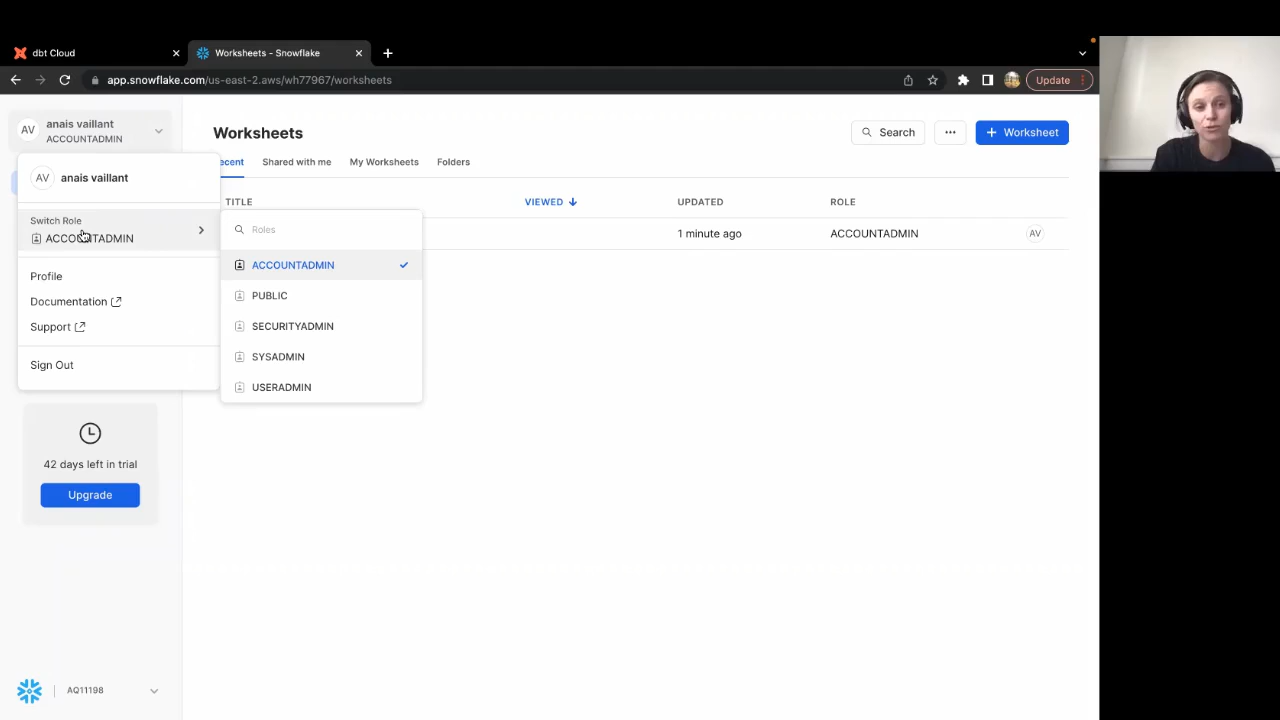 dbt Cloud
Worksheets - Snowflake
app.snowflake.com/us-east-2.aws/wh77967/worksheets
Update
AV
anais vaillant
ACCOUNTADMIN
AV
anais vaillant
Switch Role
ACCOUNTADMIN
Profile
Documentation
Support
Sign Out
42 days left in trial
Upgrade
AQ11198
Worksheets
Search
Worksheet
ecent
Shared with me
My Worksheets
Folders
TITLE
VIEWED
UPDATED
ROLE
1 minute ago
ACCOUNTADMIN
AV
Roles
ACCOUNTADMIN
PUBLIC
SECURITYADMIN
SYSADMIN
USERADMIN